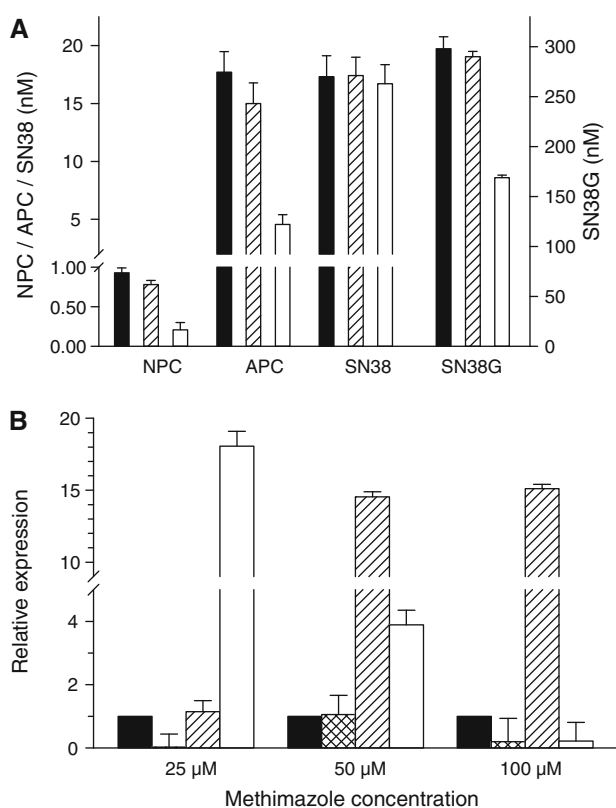 A
NPC / APC / SN38 (nM)
20
15
10
5
1.00
0.50
0.00
300
250
200
150
100
50
0
SN38G (nM)
NPC APC SN38 SN38G
B
Relative expression
20
15
10
4
2
0
25 µM 50 µM 100 µM
Methimazole concentration